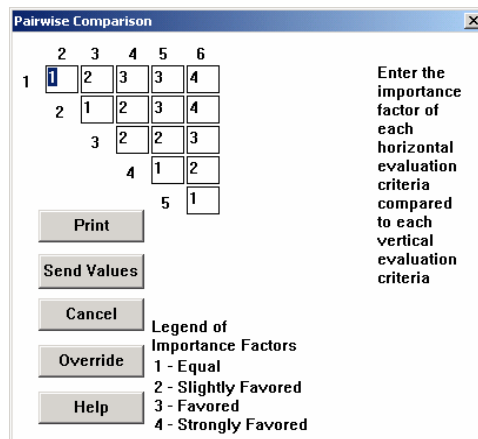 Pairwise Comparison
2 3 4 5 6
1 1 2 3 3 4
2 1 2 3 4
3 2 2 3
4 1 2
5 1
Enter the
importance
factor of
each
horizontal
evaluation
criteria
compared
to each
vertical
evaluation
criteria
Print
Send Values
Cancel
Override
Help
Legend of
Importance Factors
1 - Equal
2 - Slightly Favored
3 - Favored
4 - Strongly Favored